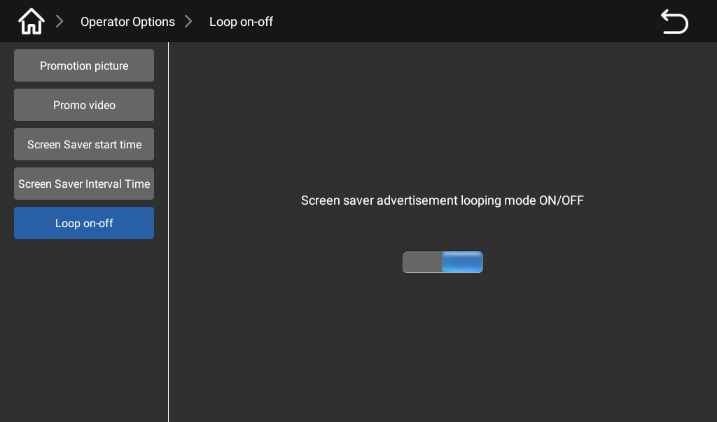 Operator Options
Loop on-off
Promotion picture
Promo video
Screen Saver start time
Screen Saver Interval Time
Loop on-off
Screen saver advertisement looping mode ON/OFF